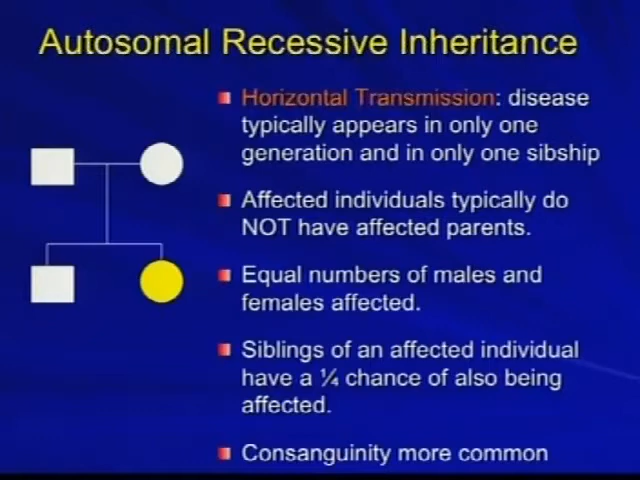 Autosomal Recessive Inheritance
Horizontal Transmission: disease
typically appears in only one
generation and in only one sibship
Affected individuals typically do
NOT have affected parents.
Equal numbers of males and
females affected.
Siblings of an affected individual
have a ¼ chance of also being
affected.
Consanguinity more common